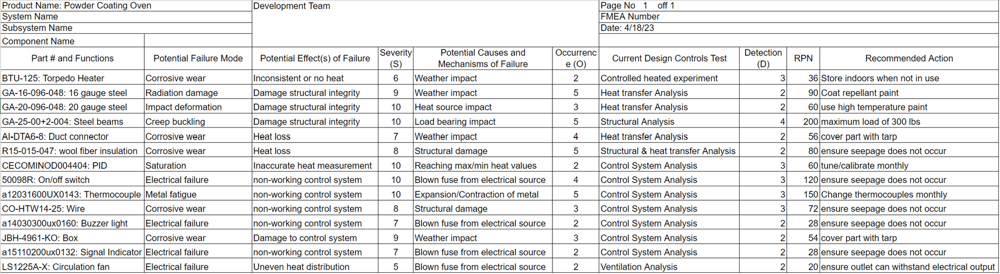 Product Name: Powder Coating Oven Development Team Page No 1 off 1
System Name FMEA Number
Subsystem Name Date: 4/18/23
Component Name
Part # and Functions Potential Failure Mode Potential Effect(s) of Failure Severity (S) Potential Causes and Mechanisms of Failure Occurrenc e (O) Current Design Controls Test Detection (D) RPN Recommended Action
BTU-125: Torpedo Heater Corrosive wear Inconsistent or no heat 6 Weather impact 2 Controlled heated experiment 3 36 Store indoors when not in use
GA-16-096-048: 16 gauge steel Radiation damage Damage structural integrity 9 Weather impact 5 Heat transfer Analysis 2 90 Coat repellant paint
GA-20-096-048: 20 gauge steel Impact deformation Damage structural integrity 10 Heat source impact 3 Heat transfer Analysis 2 60 use high temperature paint
GA-25-00+2-004: Steel beams Creep buckling Damage structural integrity 10 Load bearing impact 5 Structural Analysis 4 200 maximum load of 300 lbs
AI-DTA6-8: Duct connector Corrosive wear Heat loss 7 Weather impact 4 Heat transfer Analysis 2 56 cover part with tarp
R15-015-047: wool fiber insulation Corrosive wear Heat loss 8 Structural damage 5 Structural & heat transfer Analysis 2 80 ensure seepage does not occur
CECOMINOD004404: PID Saturation Inaccurate heat measurement 10 Reaching max/min heat values 2 Control System Analysis 3 60 tune/calibrate monthly
50098R: On/off switch Electrical failure non-working control system 10 Blown fuse from electrical source 4 Control System Analysis 3 120 ensure seepage does not occur
a12031600UX0143: Thermocouple Metal fatigue non-working control system 10 Expansion/Contraction of metal 5 Control System Analysis 3 150 Change thermocouples monthly
CO-HTW14-25: Wire Corrosive wear non-working control system 8 Structural damage 3 Control System Analysis 3 72 ensure seepage does not occur
a14030300ux0160: Buzzer light Electrical failure non-working control system 7 Blown fuse from electrical source 2 Control System Analysis 2 28 ensure seepage does not occur
JBH-4961-KO: Box Corrosive wear Damage to control system 9 Weather impact 3 Control System Analysis 2 54 cover part with tarp
a15110200ux0132: Signal Indicator Electrical failure non-working control system 7 Blown fuse from electrical source 2 Control System Analysis 2 28 ensure seepage does not occur
LS1225A-X: Circulation fan Electrical failure Uneven heat distribution 5 Blown fuse from electrical source 2 Ventilation Analysis 2 20 ensure outlet can withstand electrical output